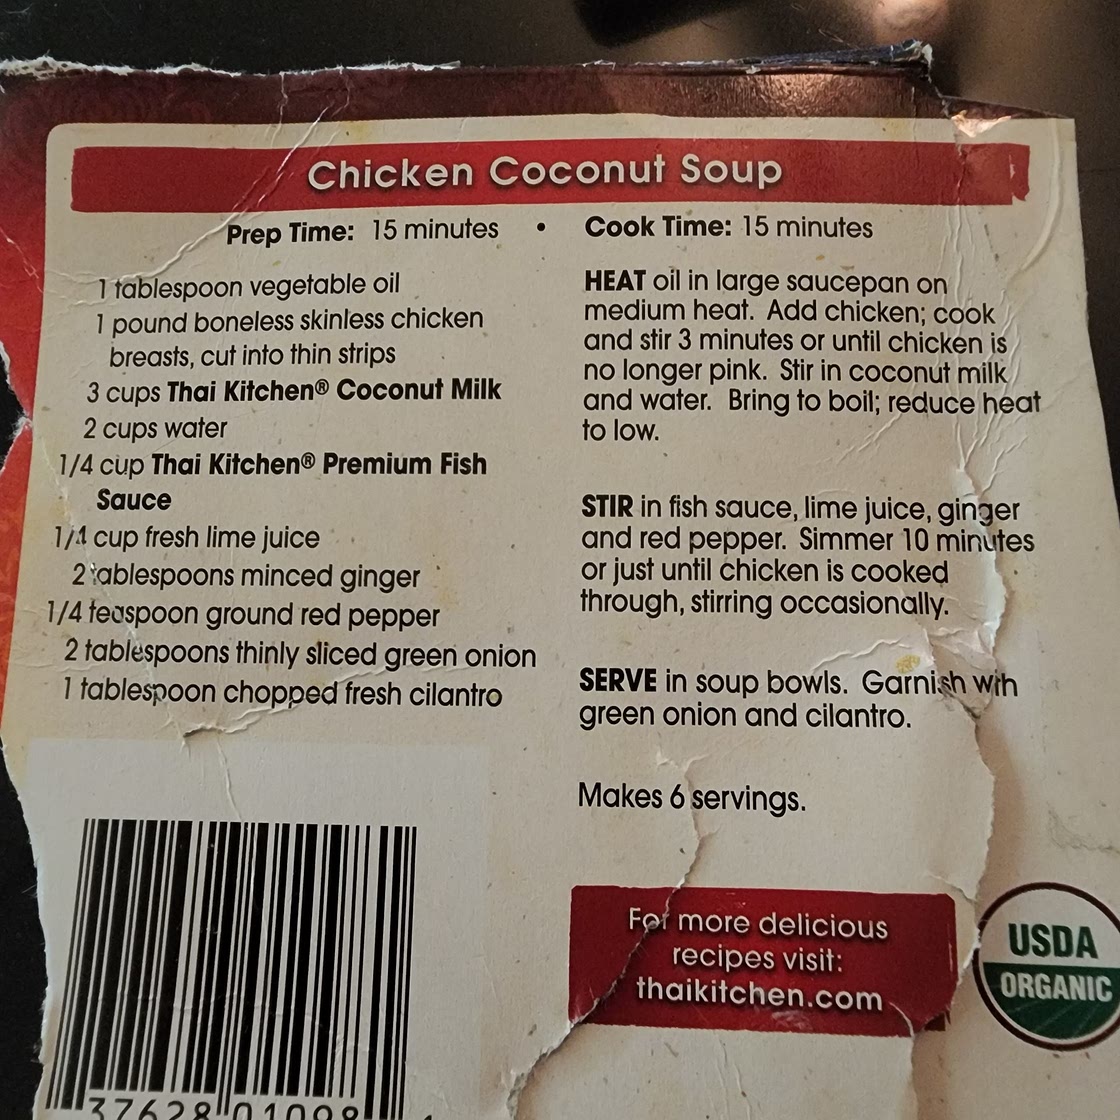 Chicken Coconut Soup
Prep Time: 15 minutes • Cook Time: 15 minutes
1 tablespoon vegetable oil
1 pound boneless skinless chicken
breasts, cut into thin strips
3 cups Thai Kitchen® Coconut Milk
2 cups water
1/4 cup Thai Kitchen® Premium Fish
Sauce
1/4 cup fresh lime juice
2 tablespoons minced ginger
1/4 teaspoon ground red pepper
2 tablespoons thinly sliced green onion
1 tablespoon chopped fresh cilantro
HEAT oil in large saucepan on
medium heat. Add chicken; cook
and stir 3 minutes or until chicken is
no longer pink. Stir in coconut milk
and water. Bring to boil; reduce heat
to low.
STIR in fish sauce, lime juice, ginger
and red pepper. Simmer 10 minutes
or just until chicken is cooked
through, stirring occasionally.
SERVE in soup bowls. Garnish with
green onion and cilantro.
Makes 6 servings.
For more delicious
recipes visit:
thaikitchen.com
USDA
ORGANIC
37628 01098